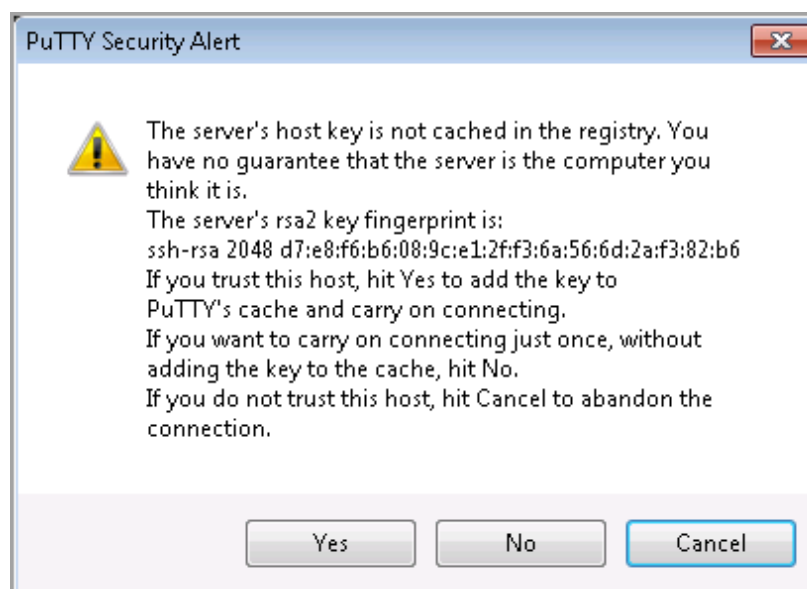 PuTTY Security Alert
The server's host key is not cached in the registry. You
have no guarantee that the server is the computer you
think it is.
The server's rsa2 key fingerprint is:
ssh-rsa 2048 d7:e8:f6:b6:08:9c:e1:2f:f3:6a:56:6d:2a:f3:82:b6
If you trust this host, hit Yes to add the key to
PuTTY's cache and carry on connecting.
If you want to carry on connecting just once, without
adding the key to the cache, hit No.
If you do not trust this host, hit Cancel to abandon the
connection.
Yes No Cancel